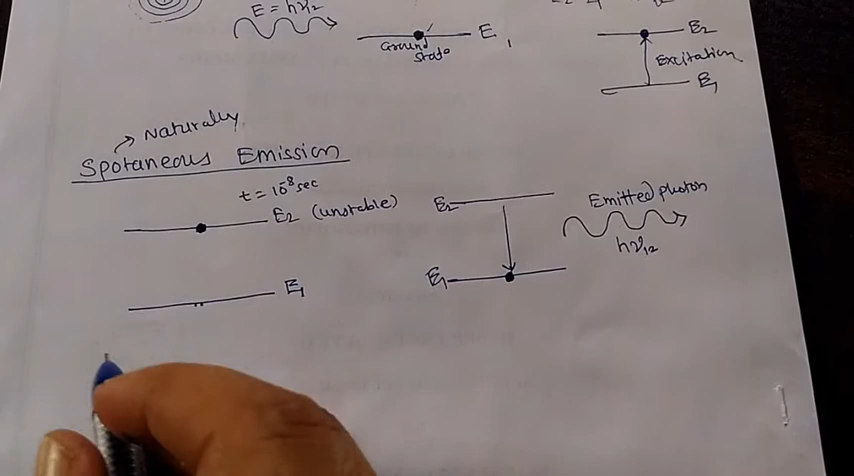 E = hν₁₂
E₁
Ground
State
E₂
Excitation
E₁
Naturally
Spotaneous Emission
t = 10⁻⁸ sec
E₂ (unstable)
E₁
E₂
E₁
Emitted photon
hν₁₂